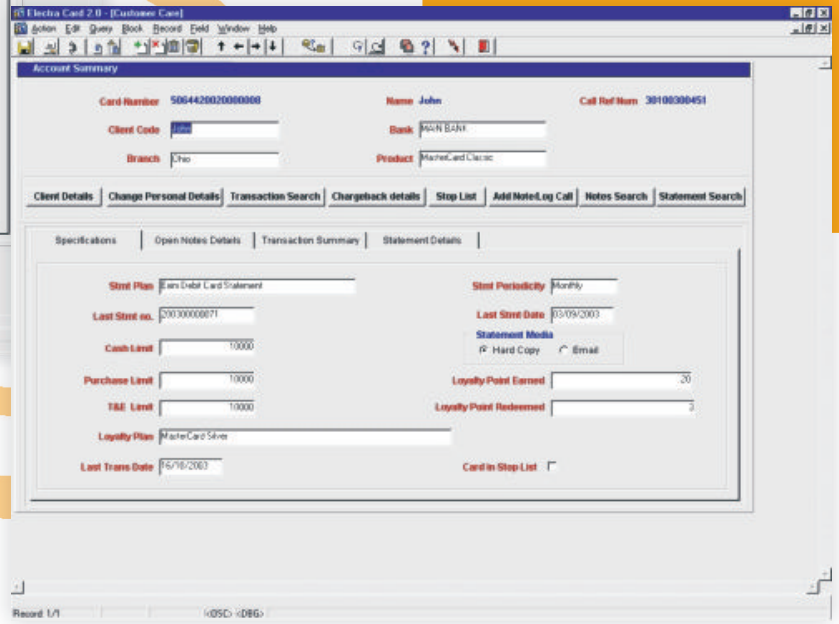 Electra Card 2.0 - [Customer Care]
Action Edit Query Block Record Field Window Help
Account Summary
Card Number 5064420020000008 Name John Call Ref Num 30100300451
Client Code John Bank MAIN BANK
Branch Ohio Product MasterCard Classic
Client Details Change Personal Details Transaction Search Chargeback details Stop List Add Note/Log Call Notes Search Statement Search
Specifications Open Notes Details Transaction Summary Statement Details
Stmt Plan Debit Card Statement Stmt Periodicity Monthly
Last Stmt no. 200300000071 Last Stmt Date 03/09/2003
Statement Media
Cash Limit 10000 Hard Copy Email
Purchase Limit 10000 Loyalty Point Earned 20
T&E Limit 10000 Loyalty Point Redeemed 3
Loyalty Plan MasterCard Silver
Last Trans Date 16/10/2003 Card in Stop List
Record 1/1 <OSC> <DBG>